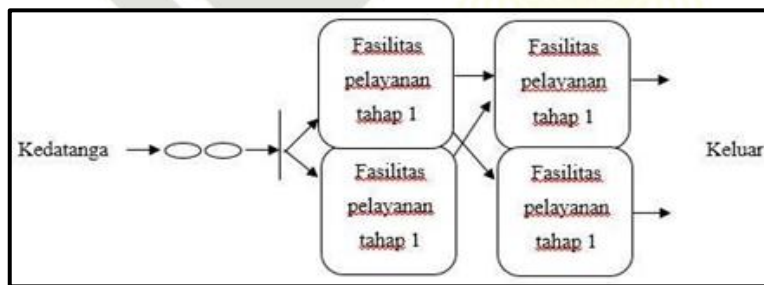 Kedatanga
Fasilitas
pelayanan
tahap 1
Fasilitas
pelayanan
tahap 1
Fasilitas
pelayanan
tahap 1
Fasilitas
pelayanan
tahap 1
Keluar